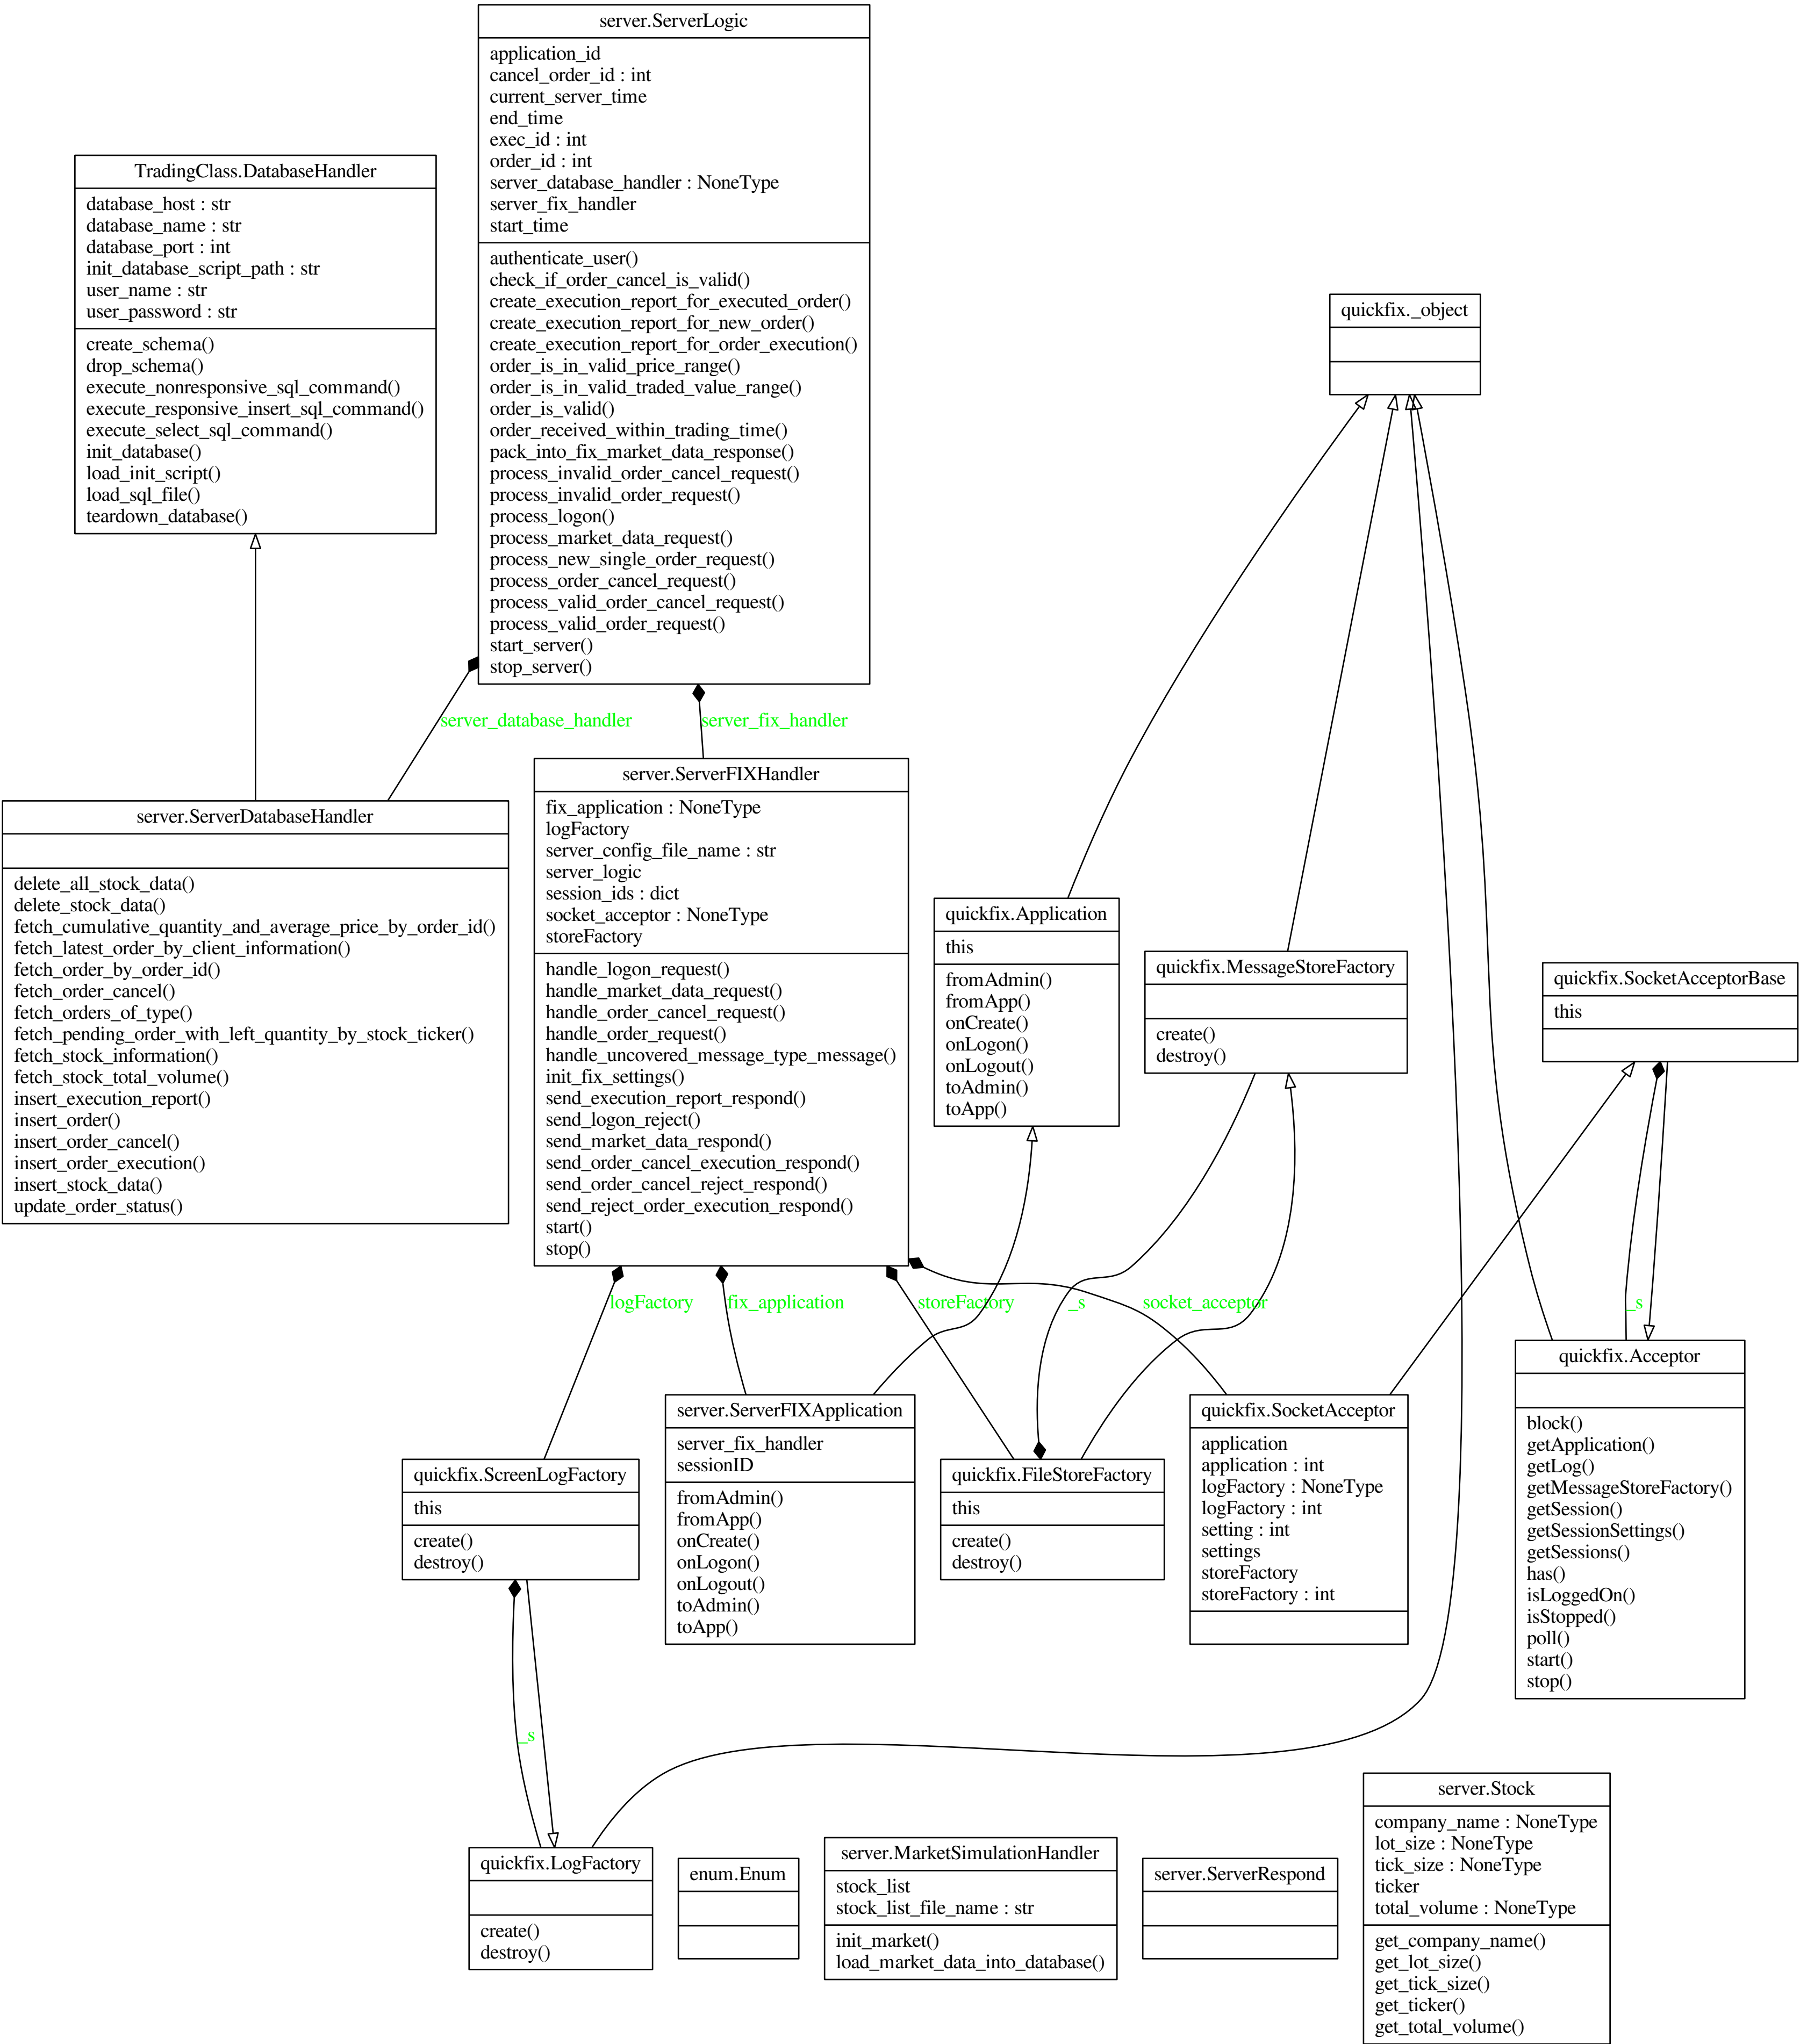 server.ServerLogic
application_id
cancel_order_id : int
current_server_time
end_time
exec_id : int
order_id : int
server_database_handler : NoneType
server_fix_handler
start_time
authenticate_user()
check_if_order_cancel_is_valid()
create_execution_report_for_executed_order()
create_execution_report_for_new_order()
create_execution_report_for_order_execution()
order_is_in_valid_price_range()
order_is_in_valid_traded_value_range()
order_is_valid()
order_received_within_trading_time()
pack_into_fix_market_data_response()
process_invalid_order_cancel_request()
process_invalid_order_request()
process_logon()
process_market_data_request()
process_new_single_order_request()
process_order_cancel_request()
process_valid_order_cancel_request()
process_valid_order_request()
start_server()
stop_server()
TradingClass.DatabaseHandler
database_host : str
database_name : str
database_port : int
init_database_script_path : str
user_name : str
user_password : str
create_schema()
drop_schema()
execute_nonresponsive_sql_command()
execute_responsive_insert_sql_command()
execute_select_sql_command()
init_database()
load_init_script()
load_sql_file()
teardown_database()
quickfix._object
server_database_handler
server_fix_handler
server.ServerDatabaseHandler
delete_all_stock_data()
delete_stock_data()
fetch_cumulative_quantity_and_average_price_by_order_id()
fetch_latest_order_by_client_information()
fetch_order_by_order_id()
fetch_order_cancel()
fetch_orders_of_type()
fetch_pending_order_with_left_quantity_by_stock_ticker()
fetch_stock_information()
fetch_stock_total_volume()
insert_execution_report()
insert_order()
insert_order_cancel()
insert_order_execution()
insert_stock_data()
update_order_status()
server.ServerFIXHandler
fix_application : NoneType
logFactory
server_config_file_name : str
server_logic
session_ids : dict
socket_acceptor : NoneType
storeFactory
handle_logon_request()
handle_market_data_request()
handle_order_cancel_request()
handle_order_request()
handle_uncovered_message_type_message()
init_fix_settings()
send_execution_report_respond()
send_logon_reject()
send_market_data_respond()
send_order_cancel_execution_respond()
send_order_cancel_reject_respond()
send_reject_order_execution_respond()
start()
stop()
quickfix.Application
this
fromAdmin()
fromApp()
onCreate()
onLogon()
onLogout()
toAdmin()
toApp()
quickfix.MessageStoreFactory
create()
destroy()
quickfix.SocketAcceptorBase
this
logFactory
fix_application
storeFactory
_s
socket_acceptor
_s
quickfix.ScreenLogFactory
this
create()
destroy()
server.ServerFIXApplication
server_fix_handler
sessionID
fromAdmin()
fromApp()
onCreate()
onLogon()
onLogout()
toAdmin()
toApp()
quickfix.FileStoreFactory
this
create()
destroy()
quickfix.SocketAcceptor
application
application : int
logFactory : NoneType
logFactory : int
setting : int
settings
storeFactory
storeFactory : int
quickfix.Acceptor
block()
getApplication()
getLog()
getMessageStoreFactory()
getSession()
getSessionSettings()
getSessions()
has()
isLoggedOn()
isStopped()
poll()
start()
stop()
_s
quickfix.LogFactory
create()
destroy()
enum.Enum
server.MarketSimulationHandler
stock_list
stock_list_file_name : str
init_market()
load_market_data_into_database()
server.ServerRespond
server.Stock
company_name : NoneType
lot_size : NoneType
tick_size : NoneType
ticker
total_volume : NoneType
get_company_name()
get_lot_size()
get_tick_size()
get_ticker()
get_total_volume()